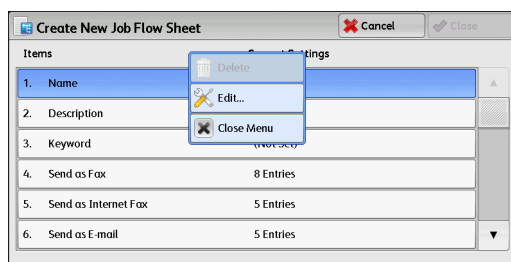 Create New Job Flow Sheet Cancel Close
Items Current Settings
Delete
Edit...
Close Menu
1. Name
2. Description
3. Keyword (Not Set)
4. Send as Fax 8 Entries
5. Send as Internet Fax 5 Entries
6. Send as E-mail 5 Entries